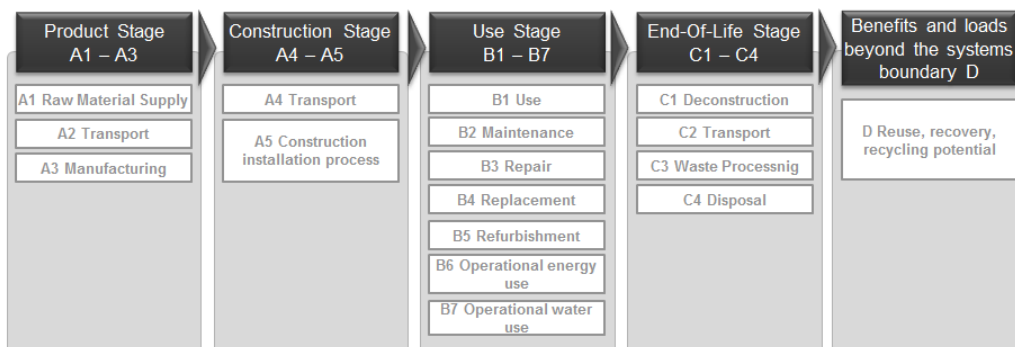 Product Stage
A1 – A3
A1 Raw Material Supply
A2 Transport
A3 Manufacturing
Construction Stage
A4 – A5
A4 Transport
A5 Construction
installation process
Use Stage
B1 – B7
B1 Use
B2 Maintenance
B3 Repair
B4 Replacement
B5 Refurbishment
B6 Operational energy
use
B7 Operational water
use
End-Of-Life Stage
C1 – C4
C1 Deconstruction
C2 Transport
C3 Waste Processnig
C4 Disposal
Benefits and loads
beyond the systems
boundary D
D Reuse, recovery,
recycling potential